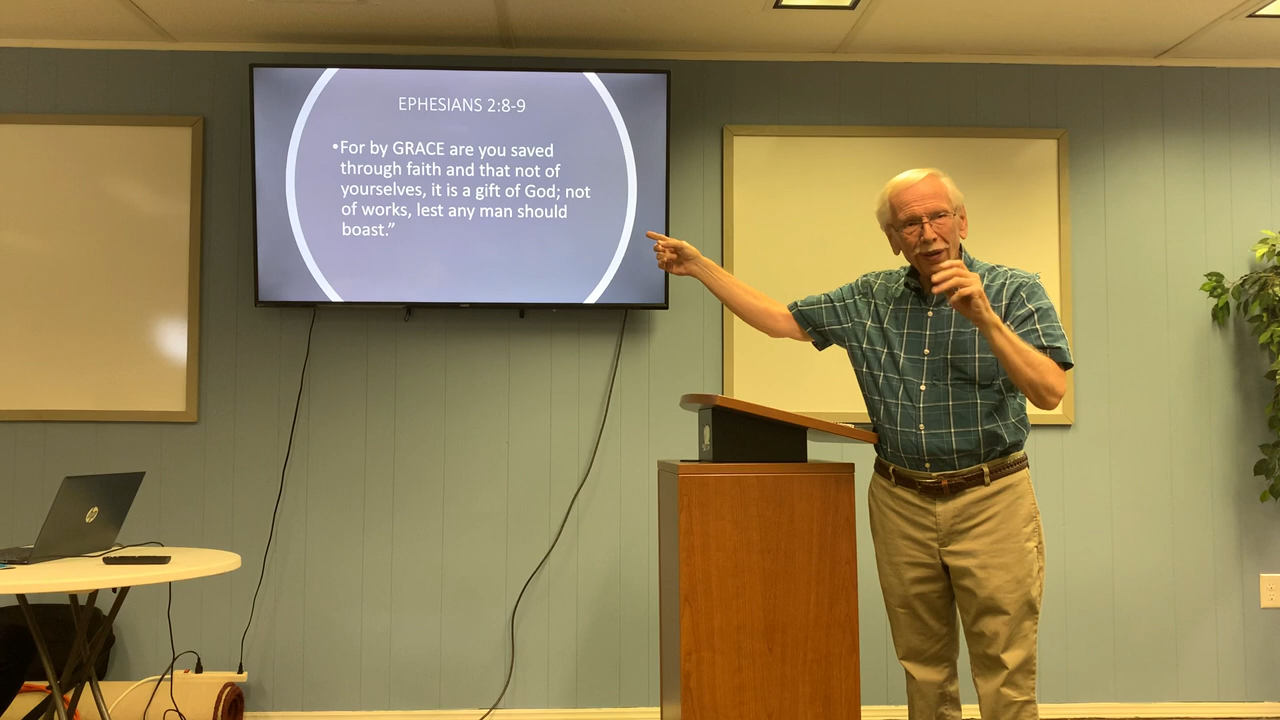 EPHESIANS 2:8-9
•For by GRACE are you saved
through faith and that not of
yourselves, it is a gift of God; not
of works, lest any man should
boast.”
hp